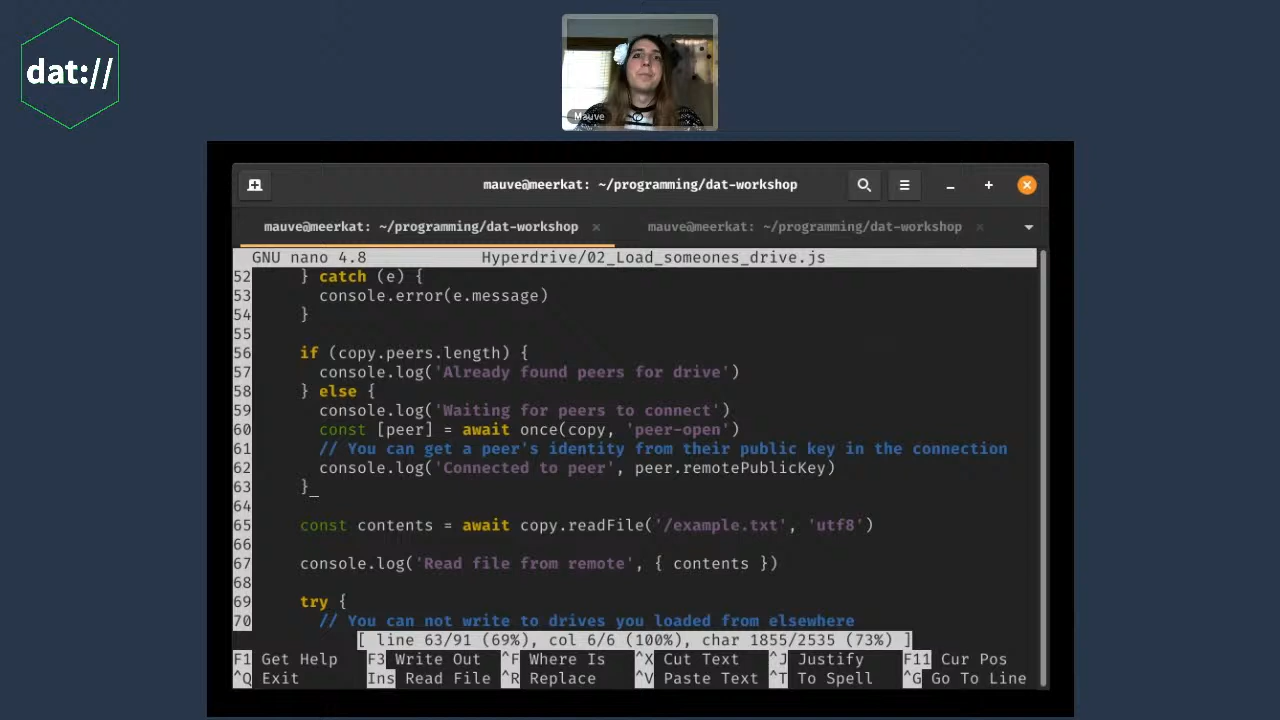 dat://
Mauve
mauve@meerkat: ~/programming/dat-workshop
mauve@meerkat: ~/programming/dat-workshop × mauve@meerkat: ~/programming/dat-workshop ×
GNU nano 4.8 Hyperdrive/02_Load_someones_drive.js
52 } catch (e) {
53 console.error(e.message)
54 }
55
56 if (copy.peers.length) {
57 console.log('Already found peers for drive')
58 } else {
59 console.log('Waiting for peers to connect')
60 const [peer] = await once(copy, 'peer-open')
61 // You can get a peer's identity from their public key in the connection
62 console.log('Connected to peer', peer.remotePublicKey)
63 }_
64
65 const contents = await copy.readFile('/example.txt', 'utf8')
66
67 console.log('Read file from remote', { contents })
68
69 try {
70 // You can not write to drives you loaded from elsewhere
[ line 63/91 (69%), col 6/6 (100%), char 1855/2535 (73%) ]
F1 Get Help F3 Write Out ^F Where Is ^X Cut Text ^J Justify F11 Cur Pos
^Q Exit Ins Read File ^R Replace ^V Paste Text ^T To Spell ^G Go To Line